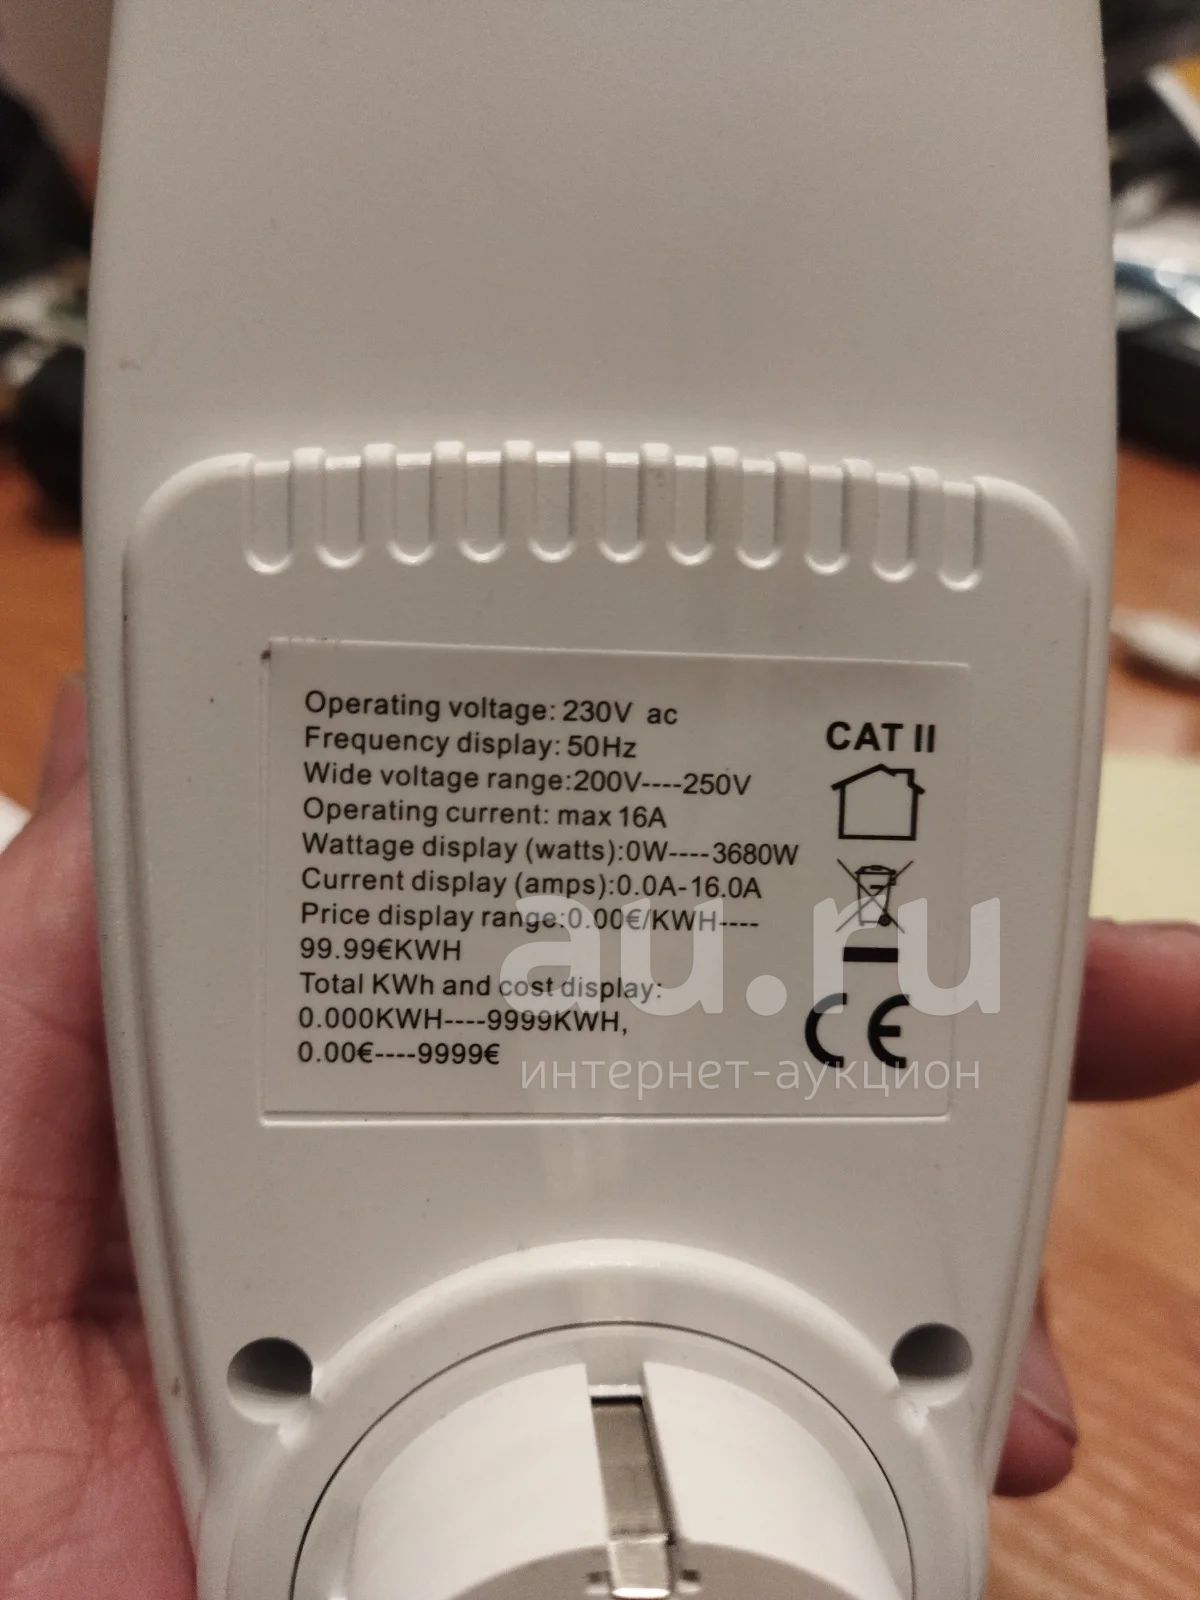 Operating voltage: 230V ac
Frequency display: 50Hz
Wide voltage range:200V----250V
Operating current: max 16A
Wattage display (watts):0W----3680W
Current display (amps):0.0A-16.0A
Price display range:0.00€/KWH----
99.99€KWH
Total KWh and cost display:
0.000KWH----9999KWH,
0.00€----9999€
CAT II
CE
au.ru
интернет-аукцион